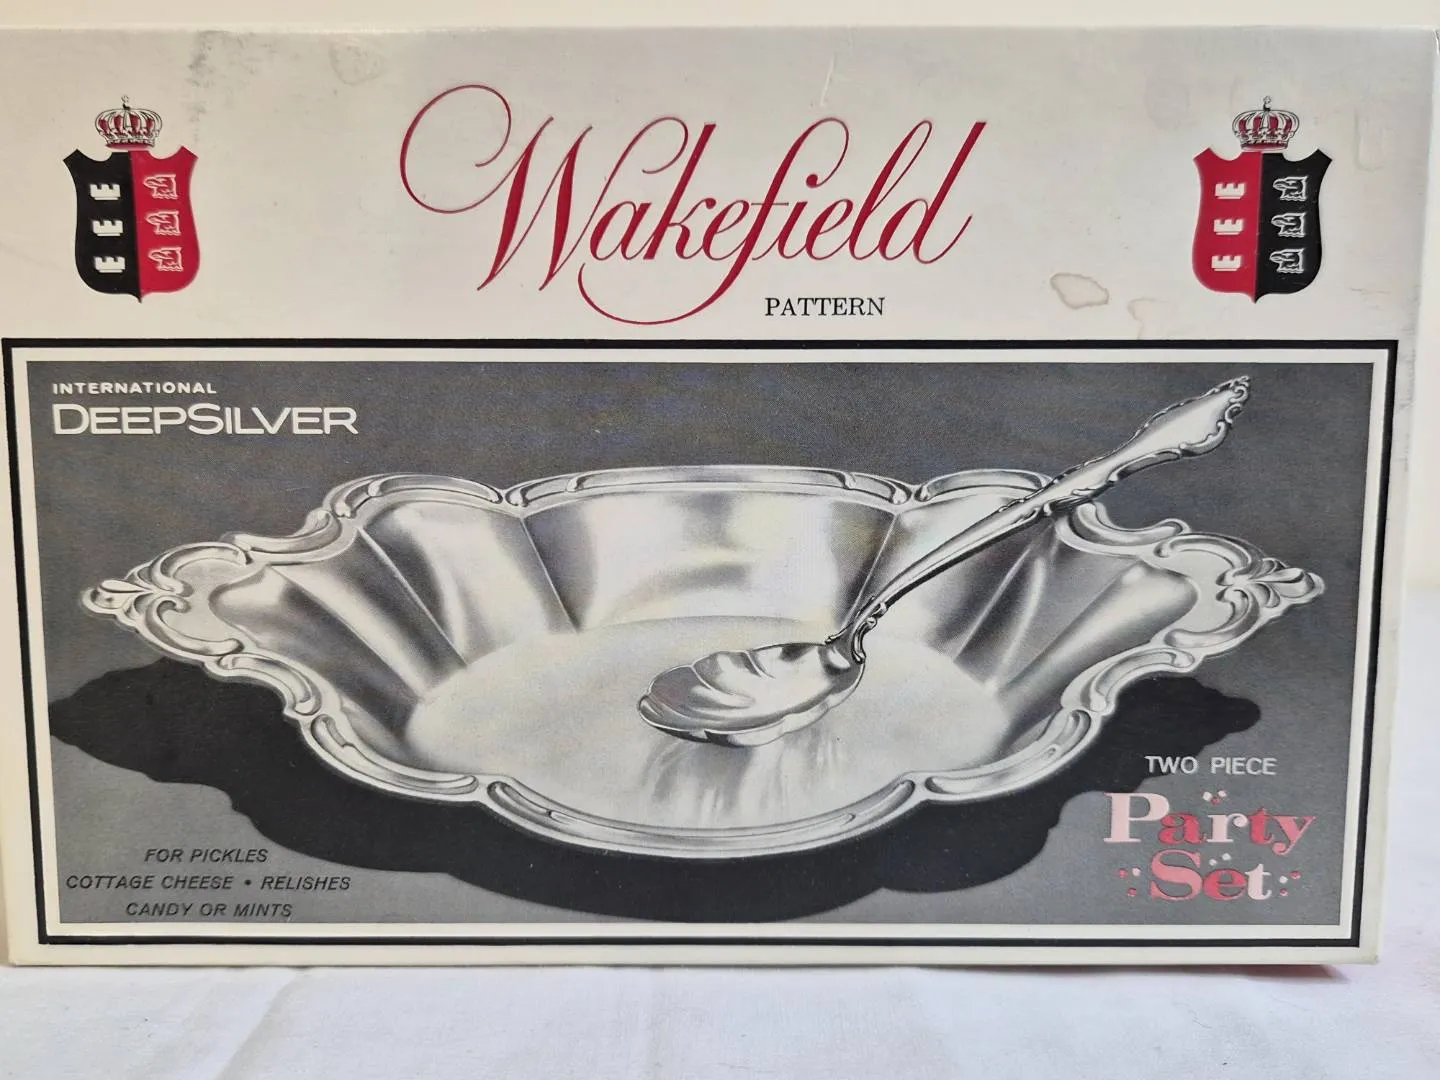 Wakefield
PATTERN
E E E
E E E
INTERNATIONAL
DEEPSILVER
FOR PICKLES
COTTAGE CHEESE • RELISHES
CANDY OR MINTS
TWO PIECE
Party
Set